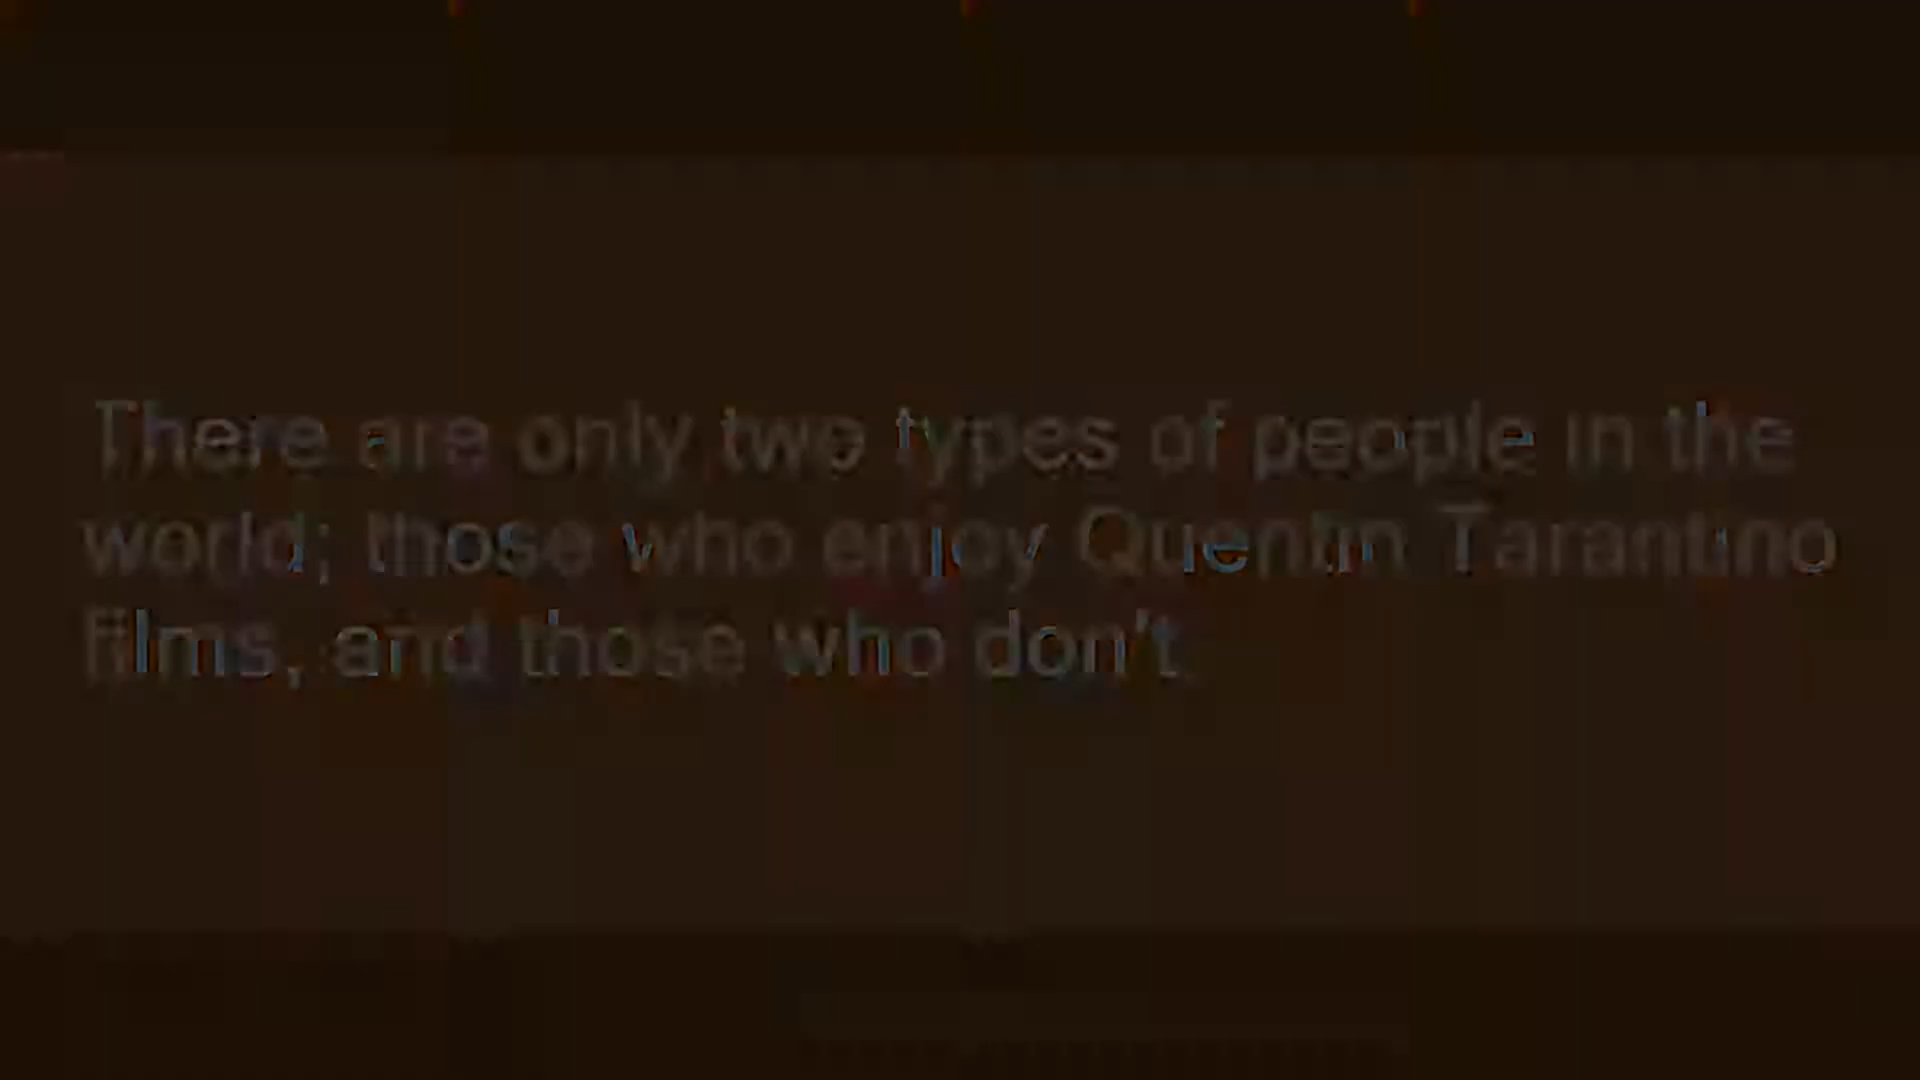 There are only two types of people in the
world; those who enjoy Quentin Tarantino
films, and those who don't.